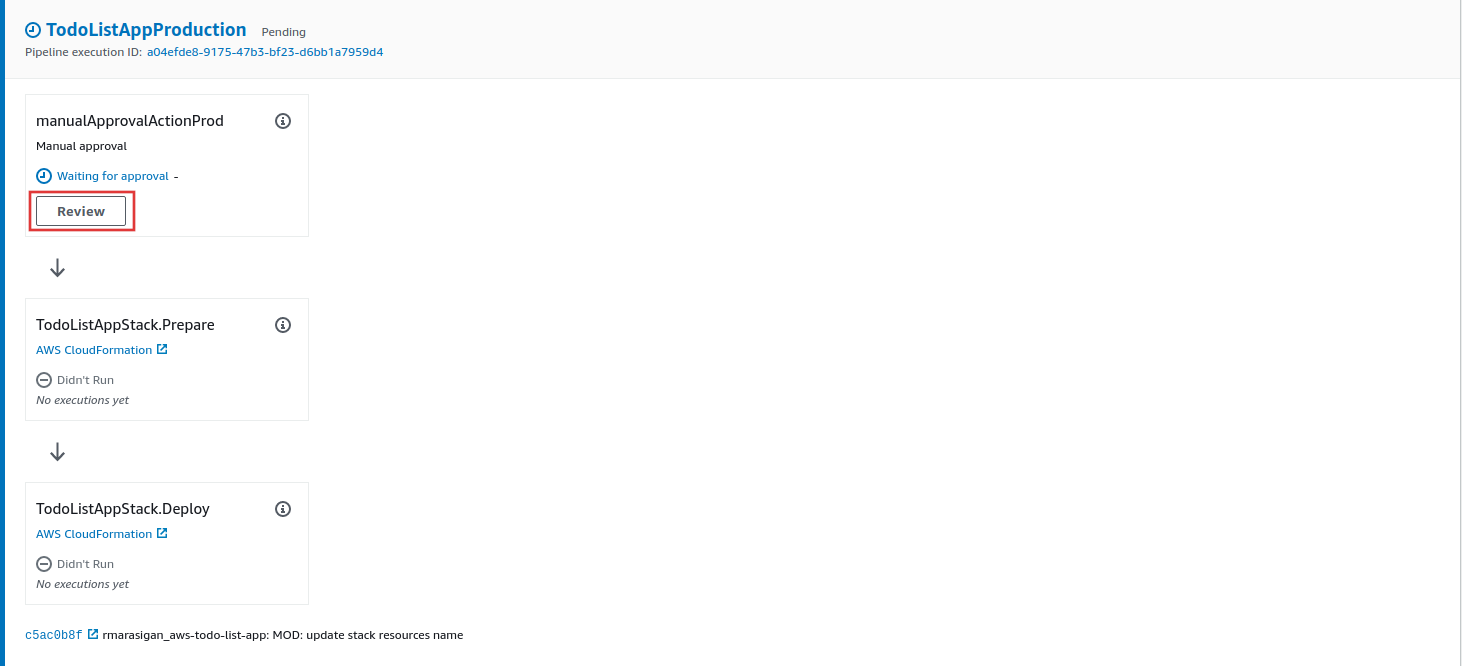 TodoListAppProduction Pending
Pipeline execution ID: a04efde8-9175-47b3-bf23-d6bb1a7959d4
manualApprovalActionProd
Manual approval
Waiting for approval -
Review
TodoListAppStack.Prepare
AWS CloudFormation
Didn't Run
No executions yet
TodoListAppStack.Deploy
AWS CloudFormation
Didn't Run
No executions yet
c5ac0b8f rmarasigan_aws-todo-list-app: MOD: update stack resources name